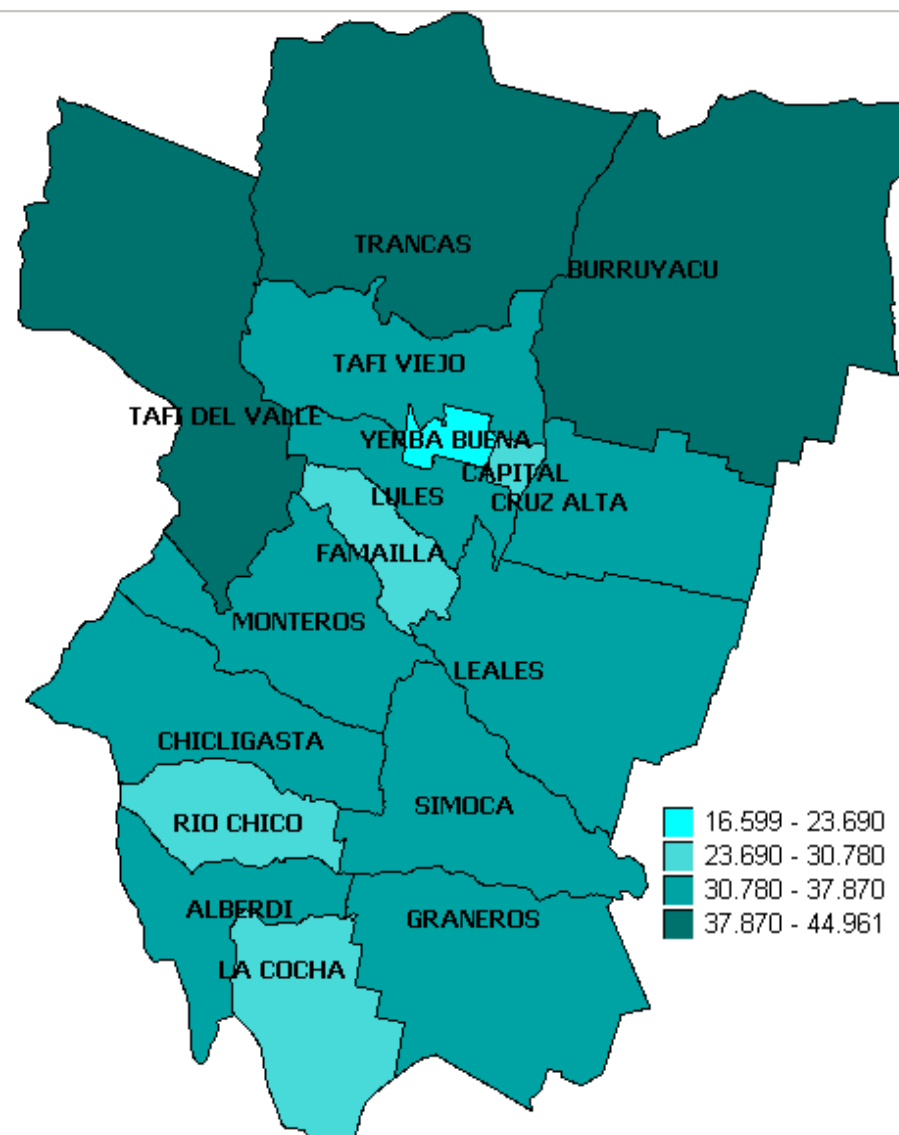 TRANCAS
BURRUYACU
TAFI VIEJO
TAFI DEL VALLE
YERBA BUENA
CAPITAL
LULES
CRUZ ALTA
FAMAILLA
MONTEROS
LEALES
CHICLIGASTA
SIMOCA
RIO CHICO
ALBERDI
GRANEROS
LA COCHA
16.599 - 23.690
23.690 - 30.780
30.780 - 37.870
37.870 - 44.961